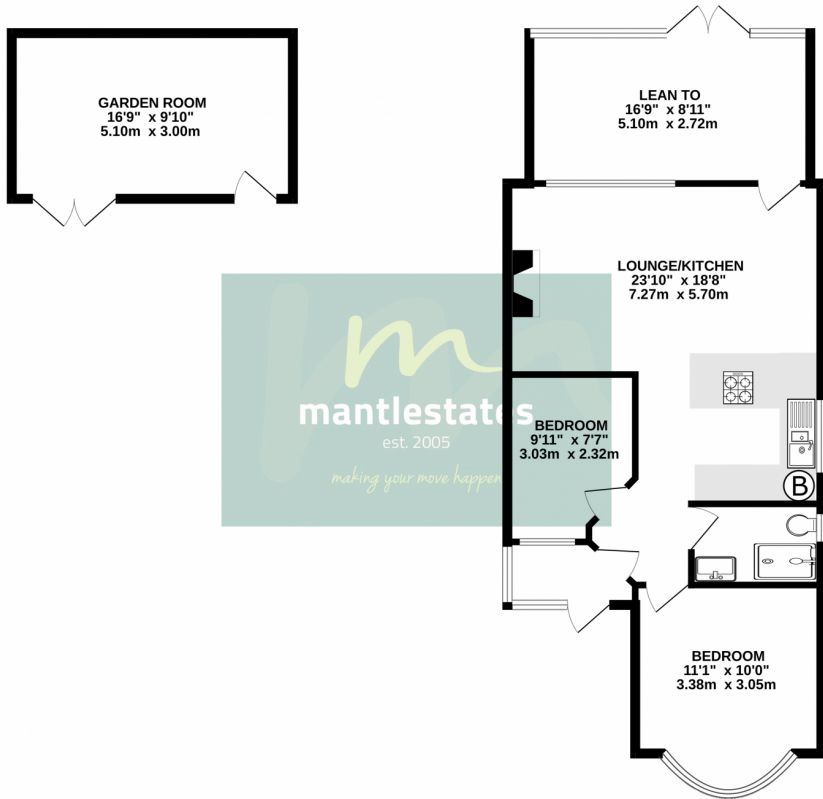 GARDEN ROOM
16'9" x 9'10"
5.10m x 3.00m
LEAN TO
16'9" x 8'11"
5.10m x 2.72m
LOUNGE/KITCHEN
23'10" x 18'8"
7.27m x 5.70m
mantlestates
est. 2005
making your move happen
BEDROOM
9'11" x 7'7"
3.03m x 2.32m
B
BEDROOM
11'1" x 10'0"
3.38m x 3.05m